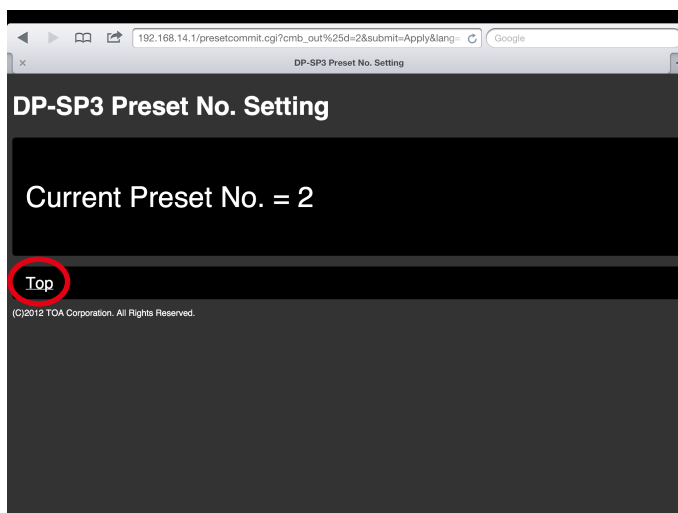 192.168.14.1/presetcommit.cgi?cmb_out%25d=2&submit=Apply&lang=
Google
DP-SP3 Preset No. Setting
DP-SP3 Preset No. Setting
Current Preset No. = 2
Top
(C)2012 TOA Corporation. All Rights Reserved.